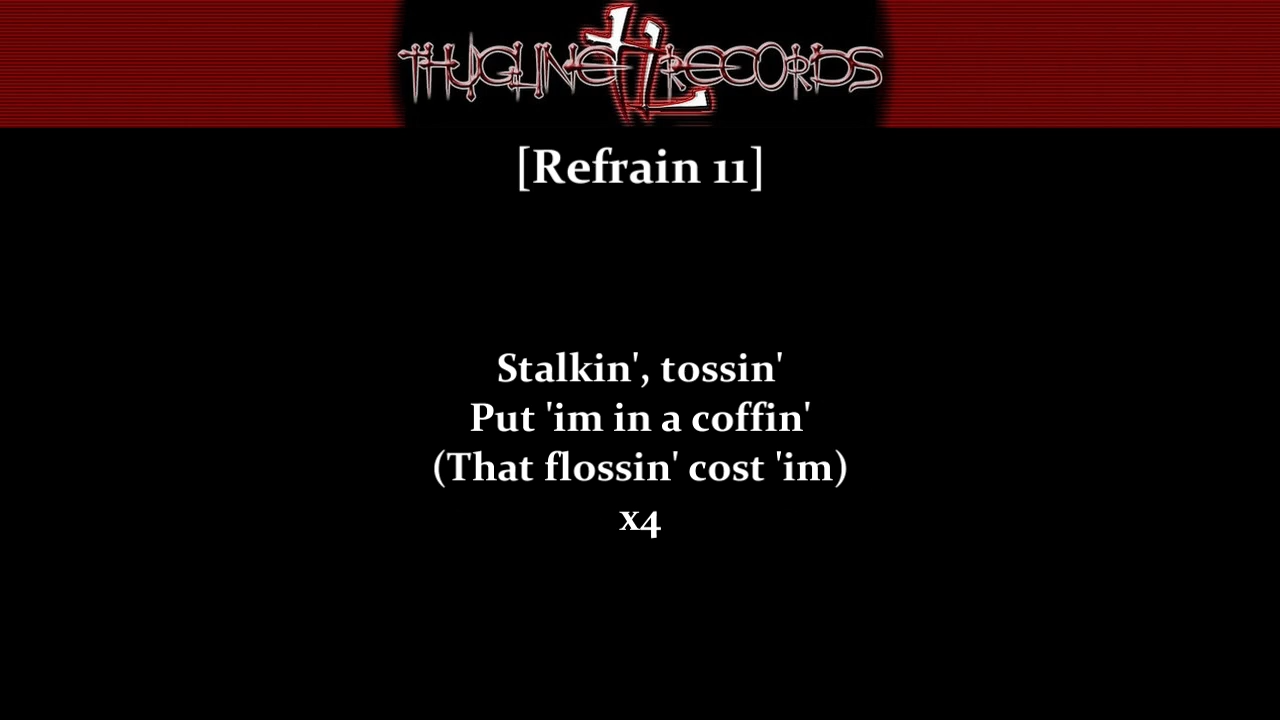 THUGLINE RECORDS
[Refrain 11]
Stalkin', tossin'
Put 'im in a coffin'
(That flossin' cost 'im)
x4